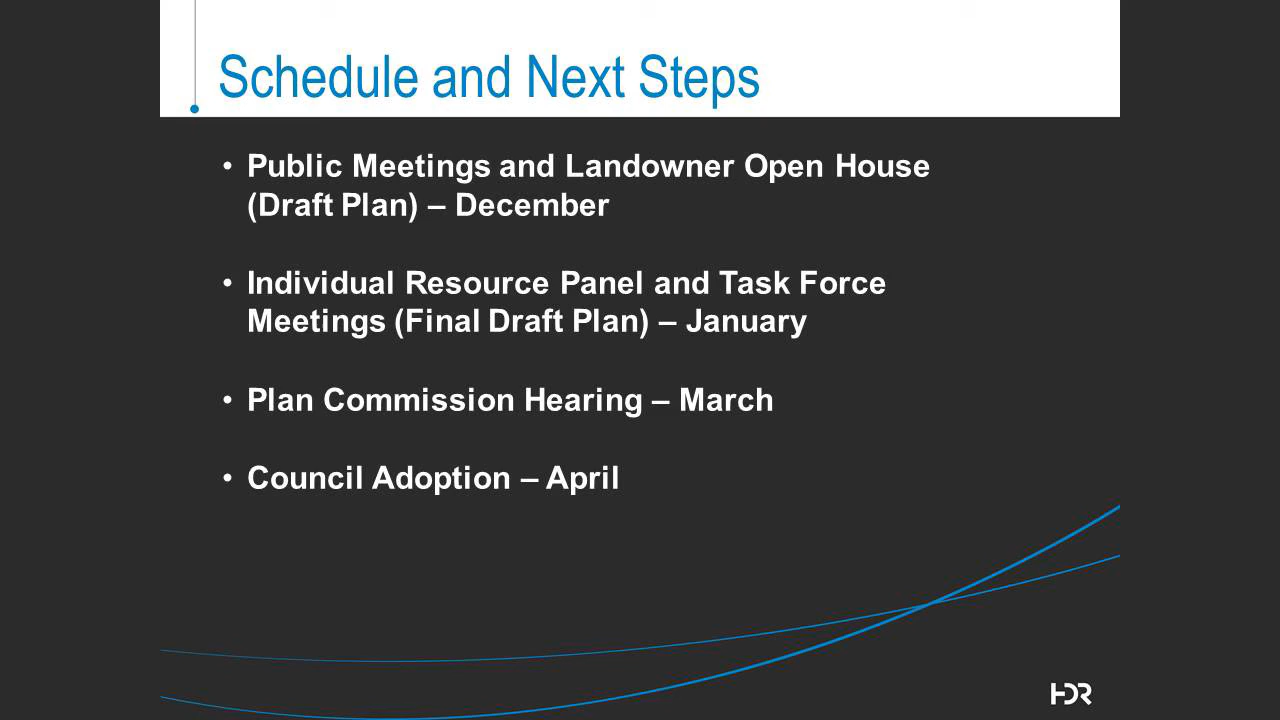 Schedule and Next Steps
• Public Meetings and Landowner Open House
(Draft Plan) – December
• Individual Resource Panel and Task Force
Meetings (Final Draft Plan) – January
• Plan Commission Hearing – March
• Council Adoption – April
HDR